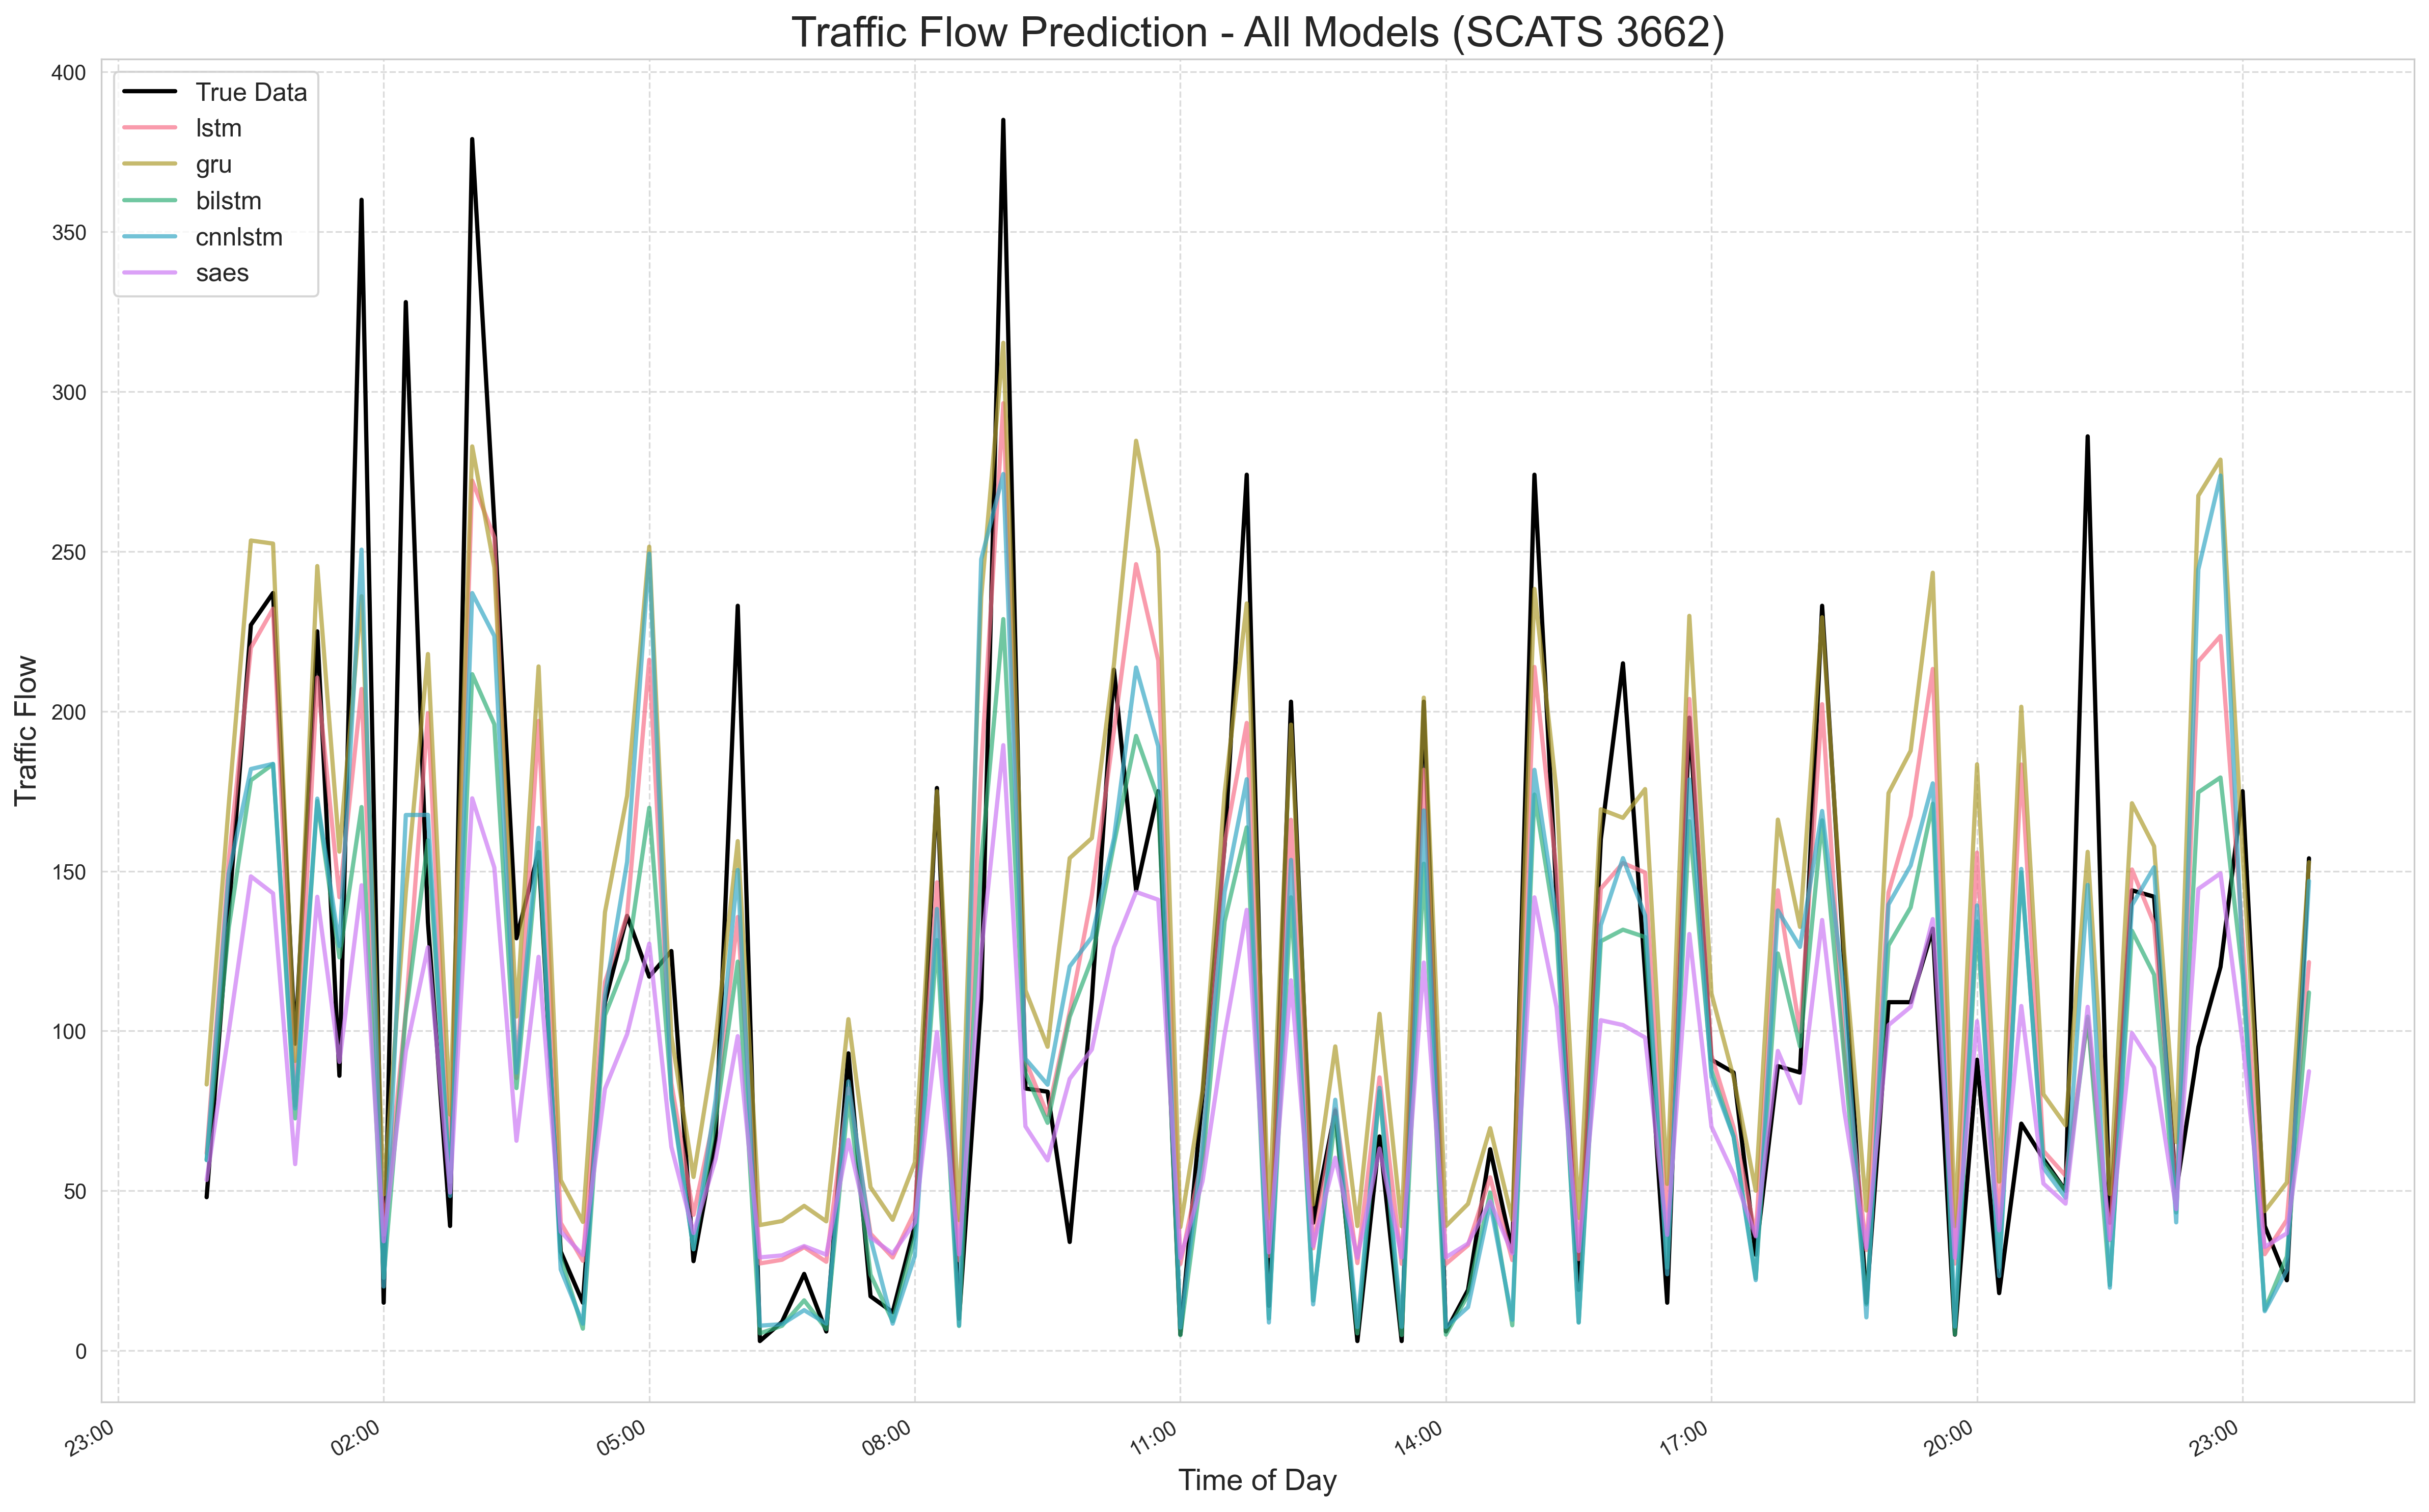 Traffic Flow Prediction - All Models (SCATS 3662)
True Data
lstm
gru
bilstm
cnnlstm
saes
Traffic Flow
400
350
300
250
200
150
100
50
0
23:00 02:00 05:00 08:00 11:00 14:00 17:00 20:00 23:00
Time of Day